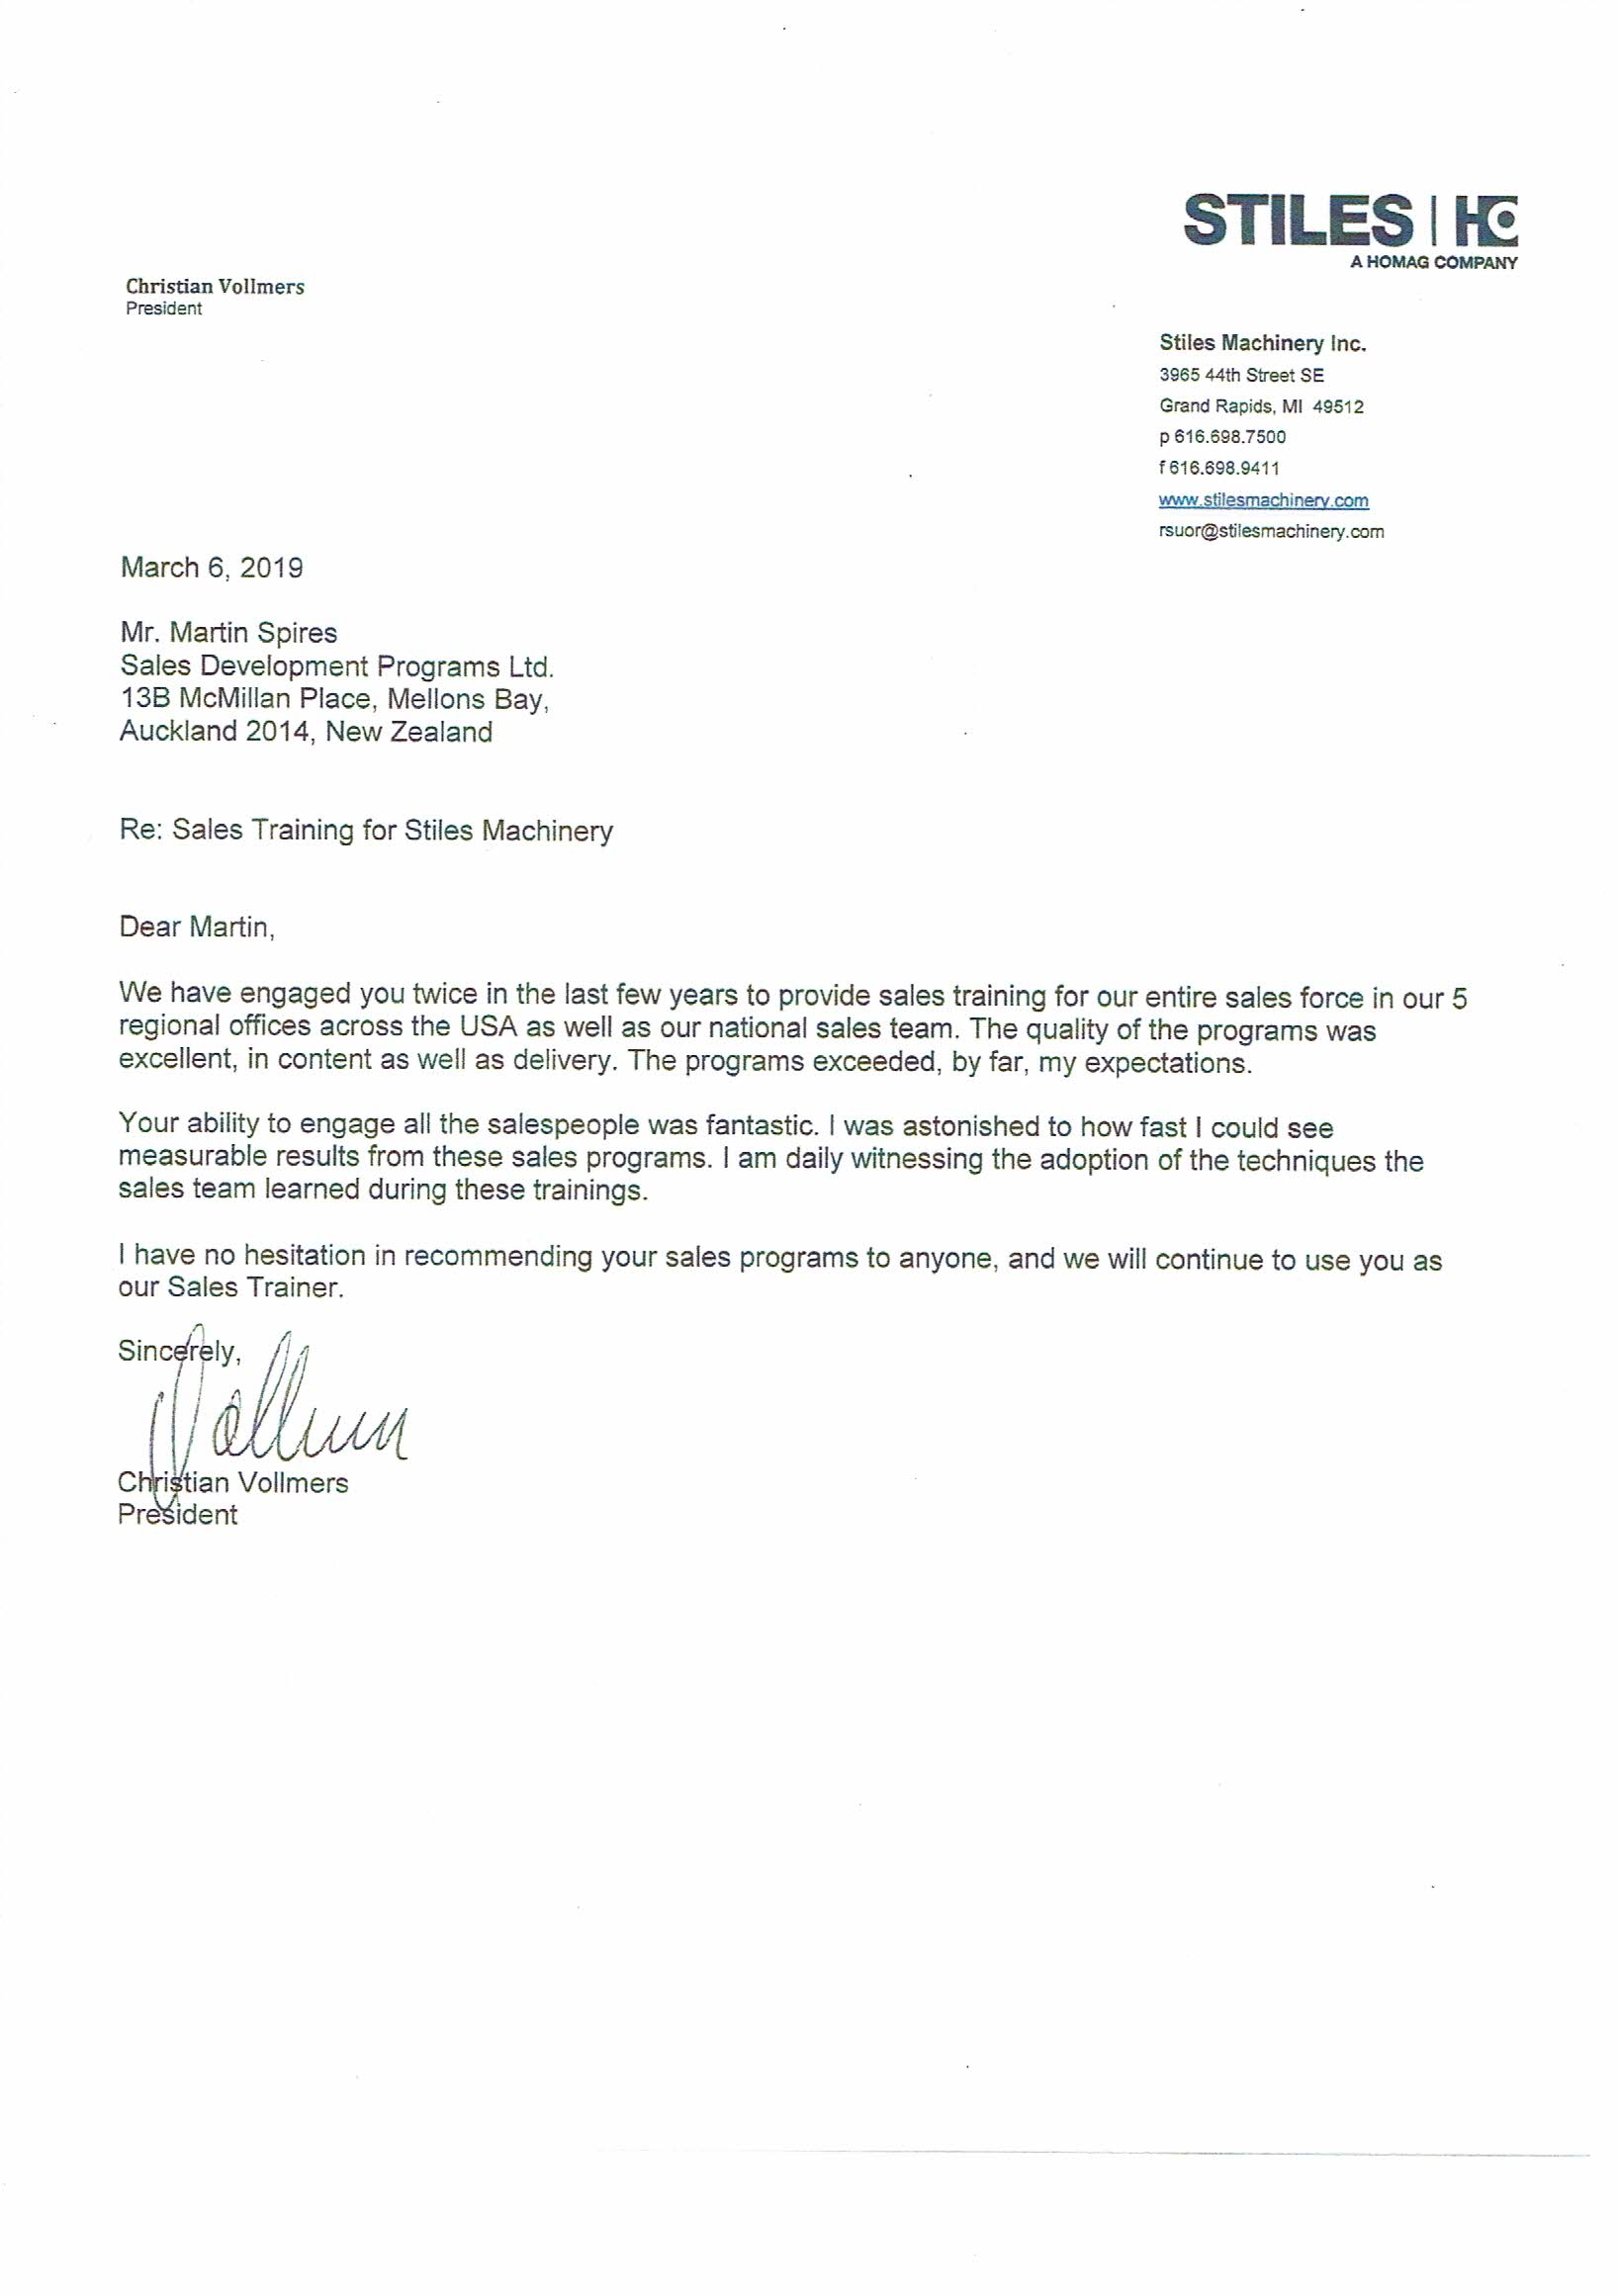 STILES | HC
A HOMAG COMPANY
Christian Vollmers
President
Stiles Machinery Inc.
3965 44th Street SE
Grand Rapids, MI 49512
p 616.698.7500
f 616.698.9411
www.stilesmachinery.com
rsuor@stilesmachinery.com
March 6, 2019
Mr. Martin Spires
Sales Development Programs Ltd.
13B McMillan Place, Mellons Bay,
Auckland 2014, New Zealand
Re: Sales Training for Stiles Machinery
Dear Martin,
We have engaged you twice in the last few years to provide sales training for our entire sales force in our 5
regional offices across the USA as well as our national sales team. The quality of the programs was
excellent, in content as well as delivery. The programs exceeded, by far, my expectations.
Your ability to engage all the salespeople was fantastic. I was astonished to how fast I could see
measurable results from these sales programs. I am daily witnessing the adoption of the techniques the
sales team learned during these trainings.
I have no hesitation in recommending your sales programs to anyone, and we will continue to use you as
our Sales Trainer.
Sincerely,
Christian Vollmers
President